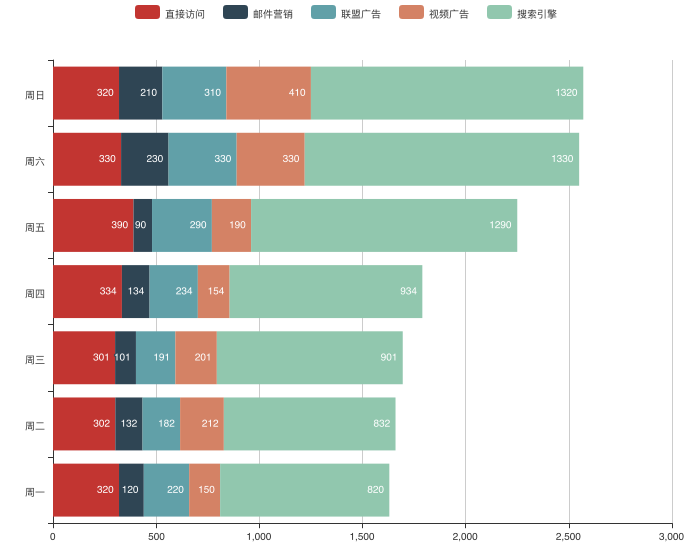 直接访问 邮件营销 联盟广告 视频广告 搜索引擎
周日 320 210 310 410 1320
周六 330 230 330 330 1330
周五 390 90 290 190 1290
周四 334 134 234 154 934
周三 301 101 191 201 901
周二 302 132 182 212 832
周一 320 120 220 150 820
0 500 1,000 1,500 2,000 2,500 3,000